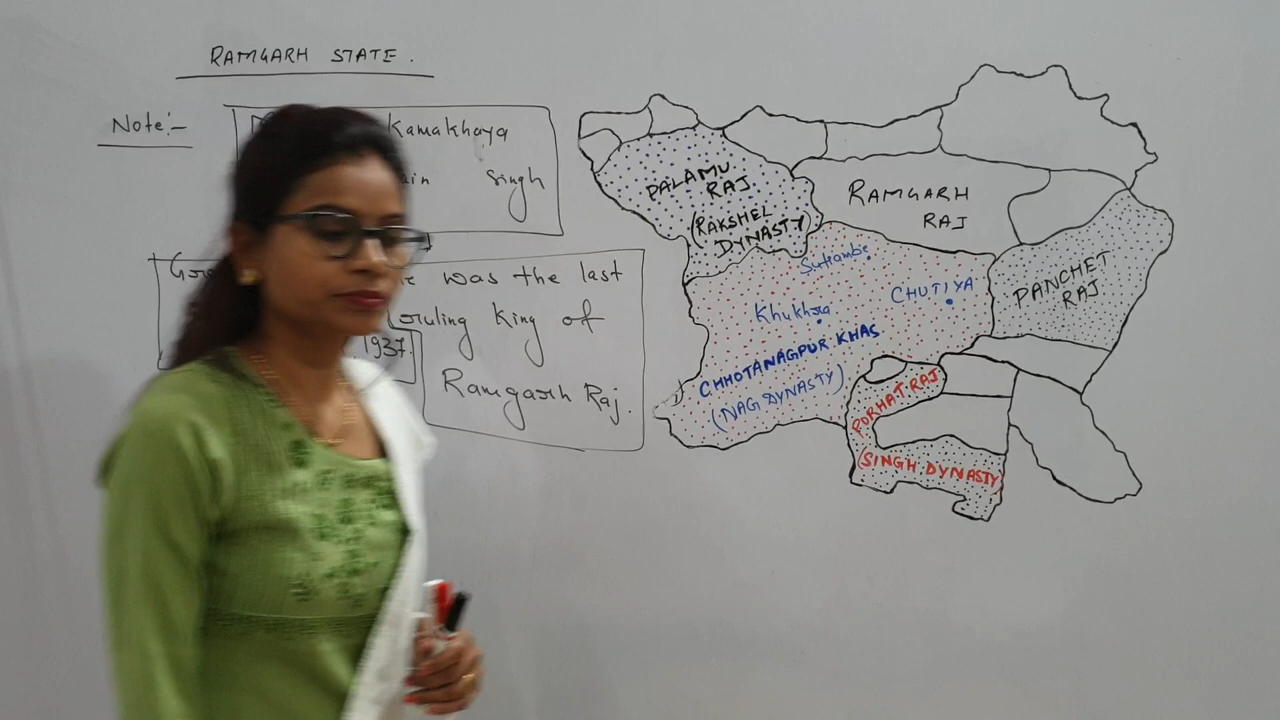 RAMGARH STATE.
Note:-
Kamakhaya
Singh
was the last
ruling King of
1937.
Ramgarh Raj.
PALAMU
RAJ
(RAKSHEL
DYNASTY)
RAMGARH
RAJ
PANCHET
RAJ
Sutiambe
CHUTIYA
Khukhra
CHHOTANAGPUR KHAS
(NAG DYNASTY)
PORHAT RAJ
(SINGH DYNASTY)